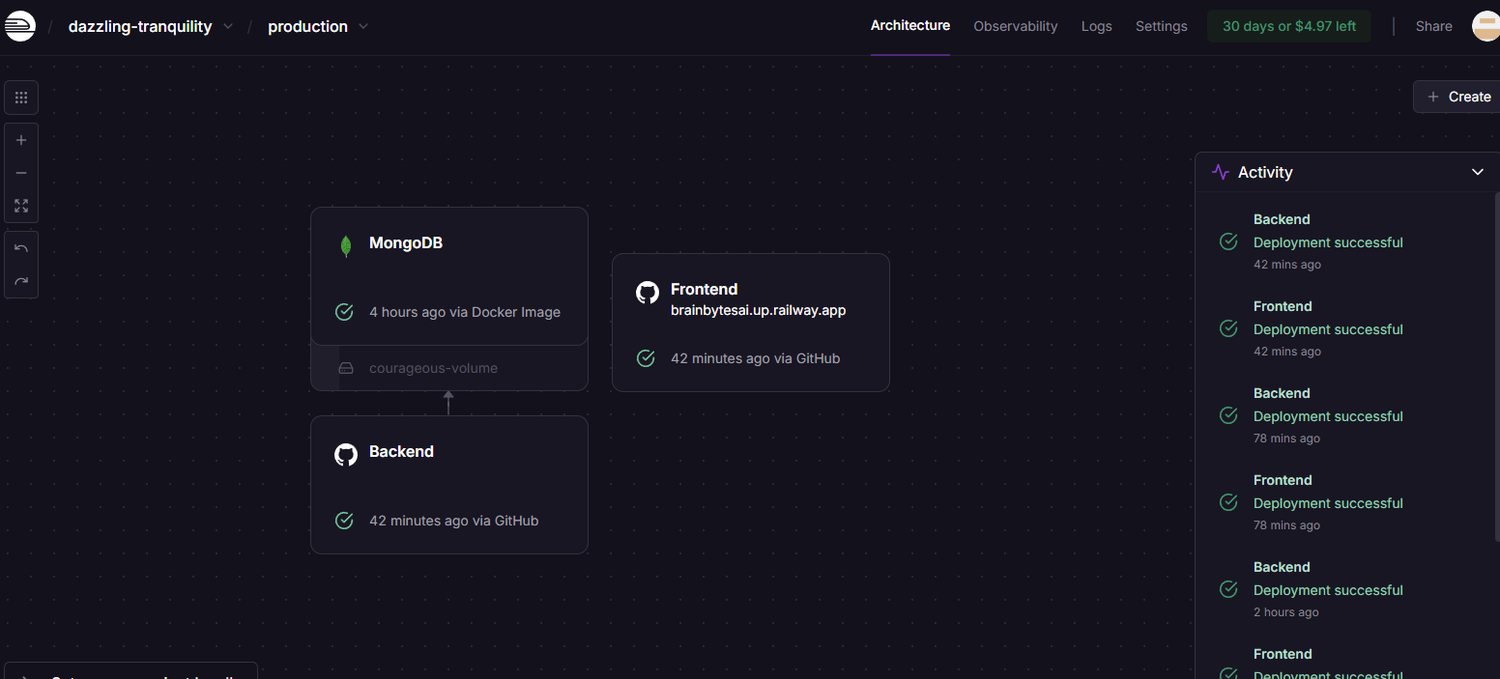 dazzling-tranquility
production
Architecture
Observability
Logs
Settings
30 days or $4.97 left
Share
Create
MongoDB
4 hours ago via Docker Image
courageous-volume
Frontend
brainbytesai.up.railway.app
42 minutes ago via GitHub
Backend
42 minutes ago via GitHub
Activity
Backend
Deployment successful
42 mins ago
Frontend
Deployment successful
42 mins ago
Backend
Deployment successful
78 mins ago
Frontend
Deployment successful
78 mins ago
Backend
Deployment successful
2 hours ago
Frontend
Deployment successful